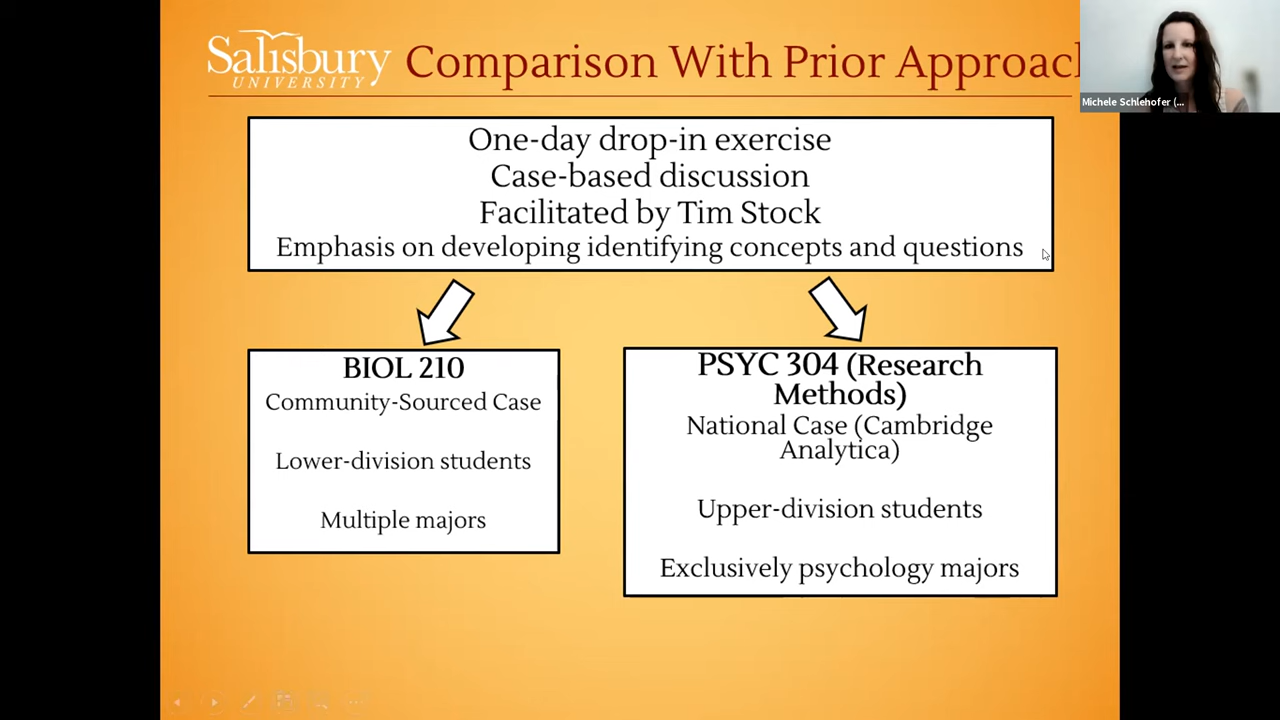 Salisbury
UNIVERSITY
Comparison With Prior Approac
Michele Schlehofer (...
One-day drop-in exercise
Case-based discussion
Facilitated by Tim Stock
Emphasis on developing identifying concepts and questions
BIOL 210
Community-Sourced Case
Lower-division students
Multiple majors
PSYC 304 (Research
Methods)
National Case (Cambridge
Analytica)
Upper-division students
Exclusively psychology majors